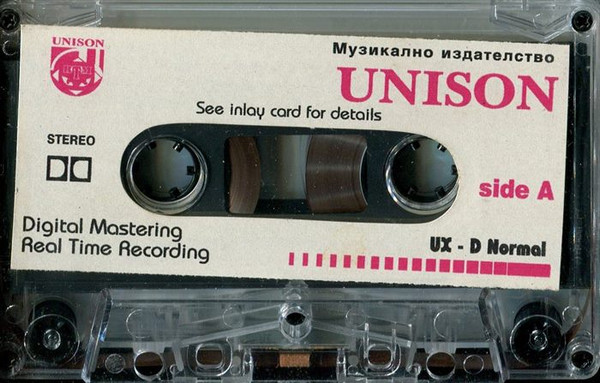 UNISON
Музикално издателство
UNISON
See inlay card for details
STEREO
side A
Digital Mastering
Real Time Recording
UX - D Normal